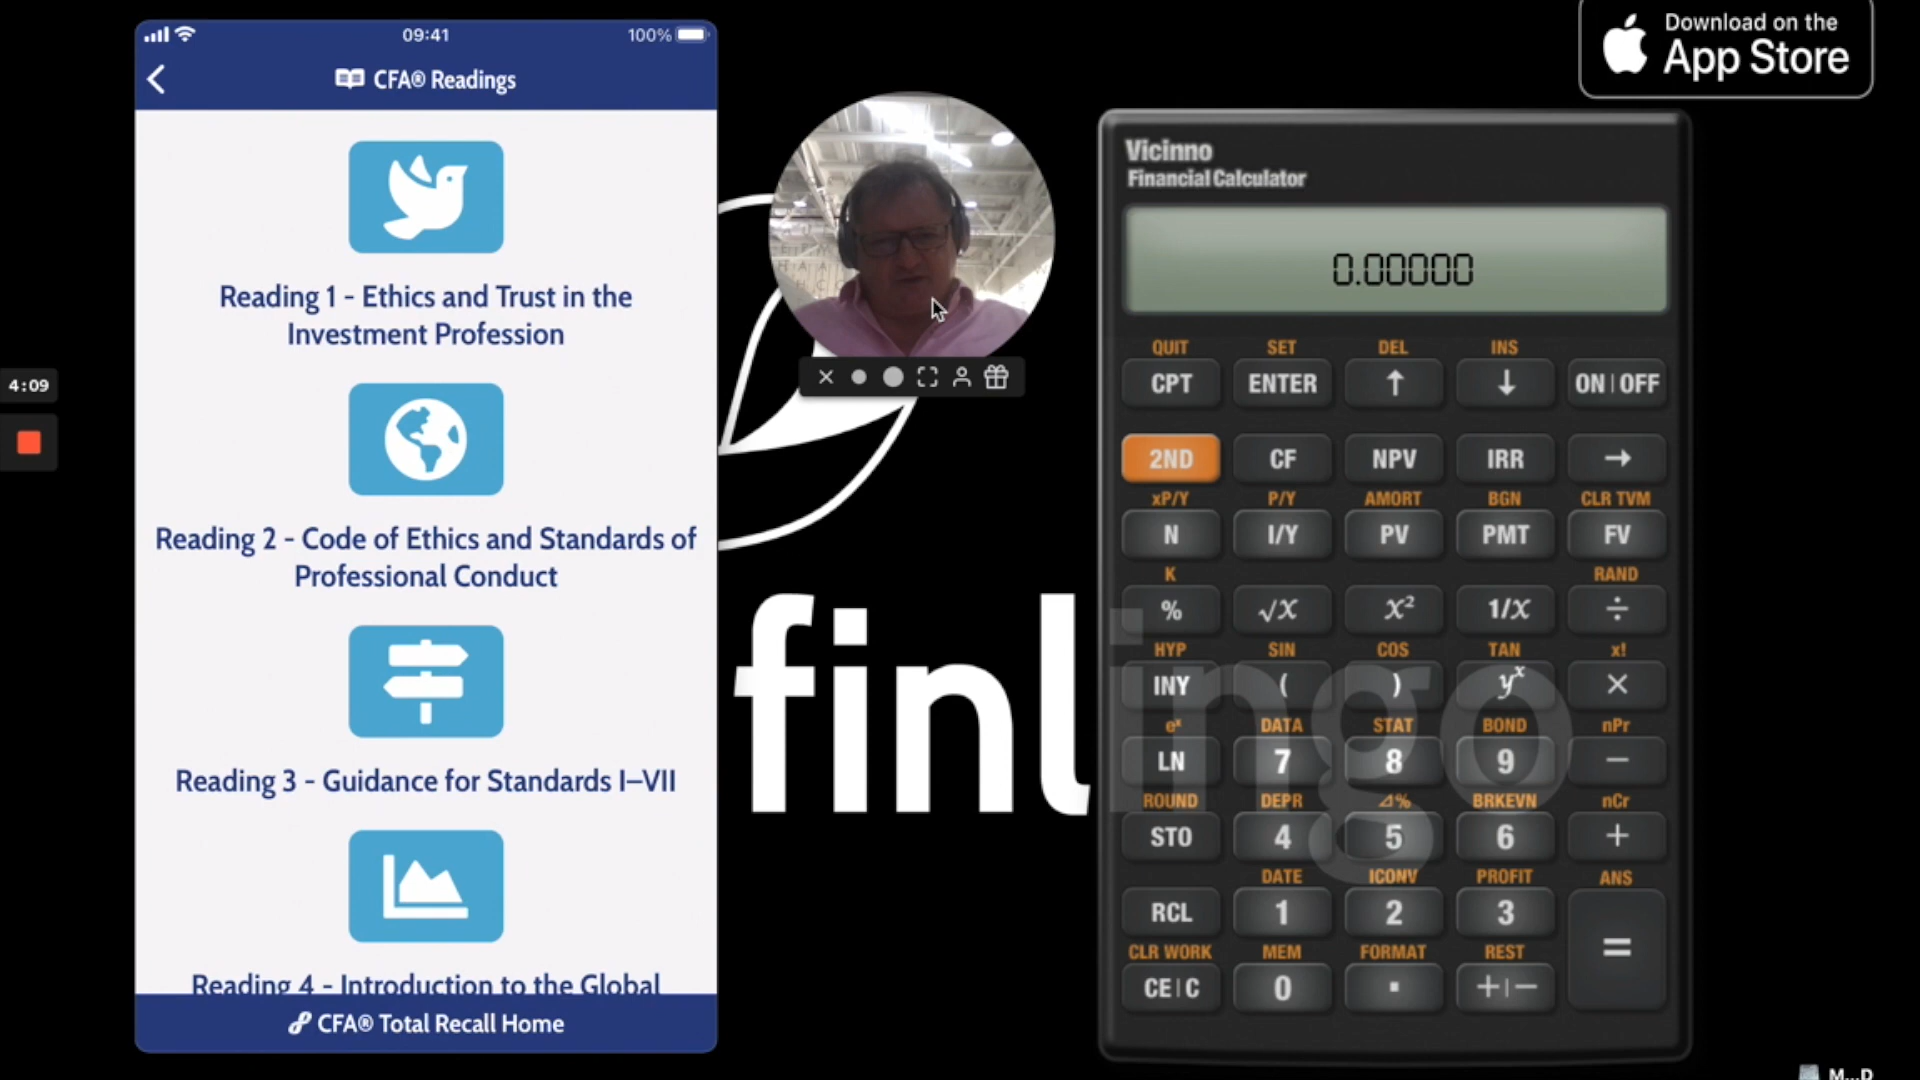 09:41
100%
CFA® Readings
Reading 1 - Ethics and Trust in the
Investment Profession
Reading 2 - Code of Ethics and Standards of
Professional Conduct
Reading 3 - Guidance for Standards I–VII
Reading 4 - Introduction to the Global
CFA® Total Recall Home
4:09
finlingo
Download on the
App Store
Vicinno
Financial Calculator
0.00000
QUIT SET DEL INS
CPT ENTER ↑ ↓ ON|OFF
2ND CF NPV IRR →
xP/Y P/Y AMORT BGN CLR TVM
N I/Y PV PMT FV
K RAND
% √X X² 1/X ÷
HYP SIN COS TAN x!
INY ( ) yˣ ×
eˣ DATA STAT BOND nPr
LN 7 8 9 −
ROUND DEPR ⊿% BRKEVN nCr
STO 4 5 6 +
DATE ICONV PROFIT ANS
RCL 1 2 3 =
CLR WORK MEM FORMAT REST
CE|C 0 . +|−
M...D